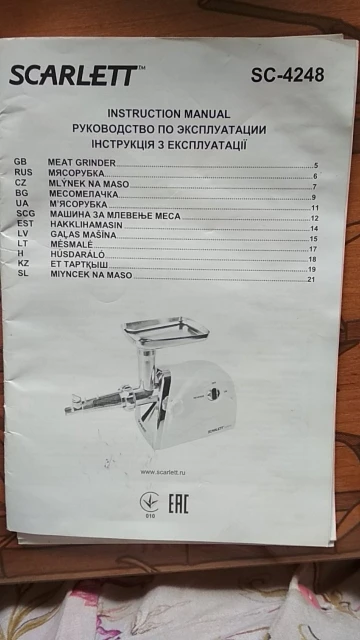 SCARLETT™ SC-4248
INSTRUCTION MANUAL
РУКОВОДСТВО ПО ЭКСПЛУАТАЦИИ
ІНСТРУКЦІЯ З ЕКСПЛУАТАЦІЇ
GB MEAT GRINDER 5
RUS МЯСОРУБКА 6
CZ MLÝNEK NA MASO 7
BG МЕСОМЕЛАЧКА 9
UA М'ЯСОРУБКА 11
SCG МАШИНА ЗА МЛЕВЕЊЕ МЕСА 12
EST HAKKLIHAMASIN 14
LV GAĻAS MAŠĪNA 15
LT MĖSMALĖ 17
H HÚSDARÁLÓ 18
KZ ЕТ ТАРТҚЫШ 19
SL MIYNCEK NA MASO 21
SCARLETT
www.scarlett.ru
010
EAC